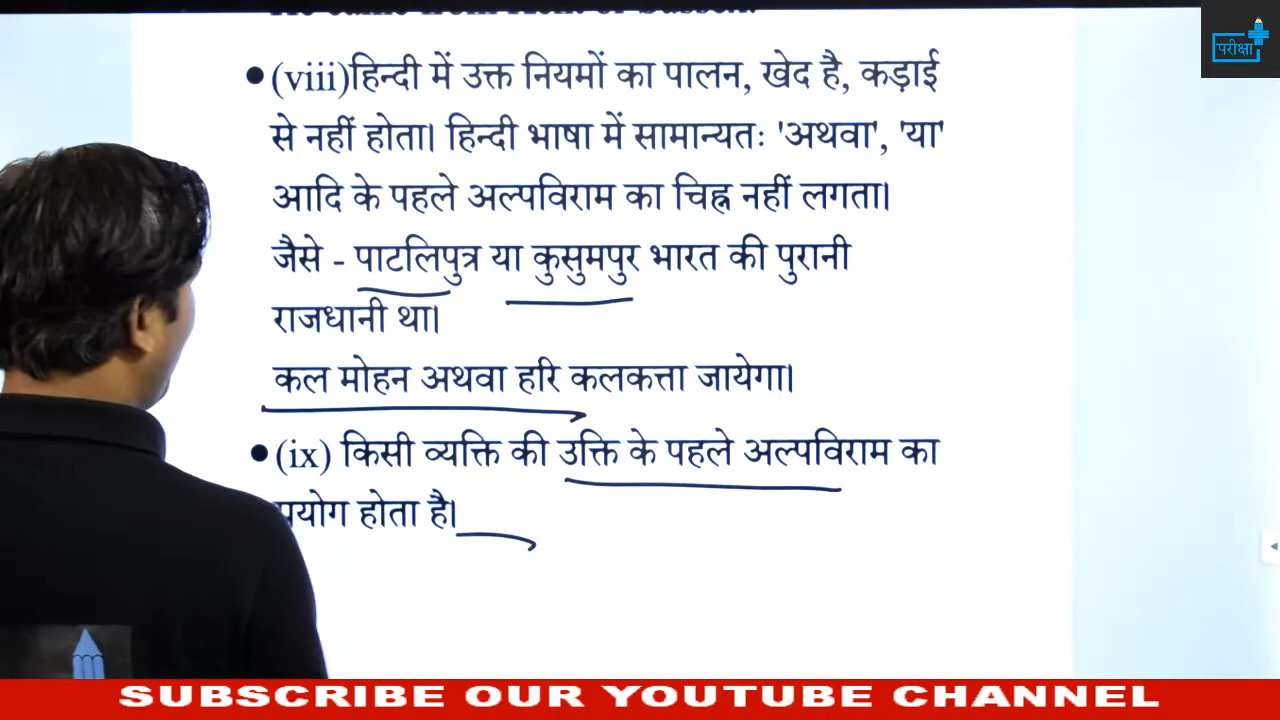 परीक्षा
(viii)हिन्दी में उक्त नियमों का पालन, खेद है, कड़ाई
से नहीं होता। हिन्दी भाषा में सामान्यतः 'अथवा', 'या'
आदि के पहले अल्पविराम का चिह्न नहीं लगता।
जैसे - पाटलिपुत्र या कुसुमपुर भारत की पुरानी
राजधानी था।
कल मोहन अथवा हरि कलकत्ता जायेगा।
(ix) किसी व्यक्ति की उक्ति के पहले अल्पविराम का
प्रयोग होता है।
SUBSCRIBE OUR YOUTUBE CHANNEL